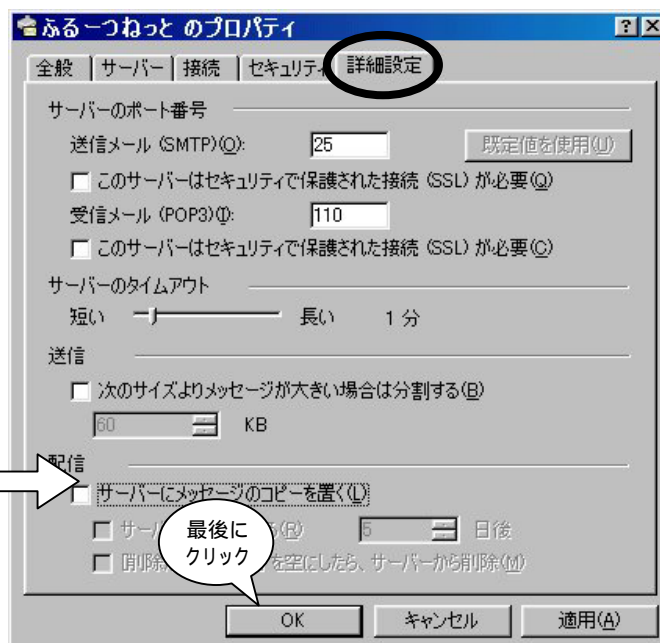 ふるーつねっと のプロパティ
全般 サーバー 接続 セキュリティ 詳細設定
サーバーのポート番号
送信メール (SMTP)(O): 25 既定値を使用(U)
このサーバーはセキュリティで保護された接続 (SSL) が必要(Q)
受信メール (POP3)(I): 110
このサーバーはセキュリティで保護された接続 (SSL) が必要(C)
サーバーのタイムアウト
短い 長い 1 分
送信
次のサイズよりメッセージが大きい場合は分割する(B)
60 KB
配信
サーバーにメッセージのコピーを置く(L)
サーバ る(R) 5 日後
最後に
クリック
削除 を空にしたら、サーバーから削除(M)
OK キャンセル 適用(A)